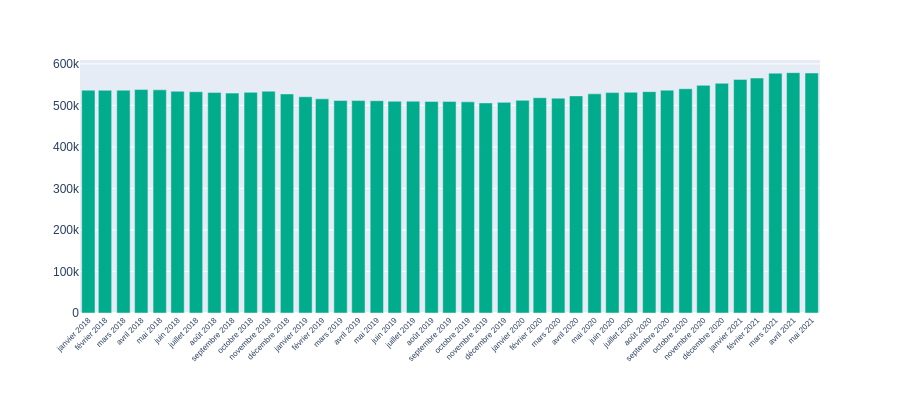 600k
500k
400k
300k
200k
100k
0
janvier 2018
février 2018
mars 2018
avril 2018
mai 2018
juin 2018
juillet 2018
août 2018
septembre 2018
octobre 2018
novembre 2018
décembre 2018
janvier 2019
février 2019
mars 2019
avril 2019
mai 2019
juin 2019
juillet 2019
août 2019
septembre 2019
octobre 2019
novembre 2019
décembre 2019
janvier 2020
février 2020
mars 2020
avril 2020
mai 2020
juin 2020
juillet 2020
août 2020
septembre 2020
octobre 2020
novembre 2020
décembre 2020
janvier 2021
février 2021
mars 2021
avril 2021
mai 2021